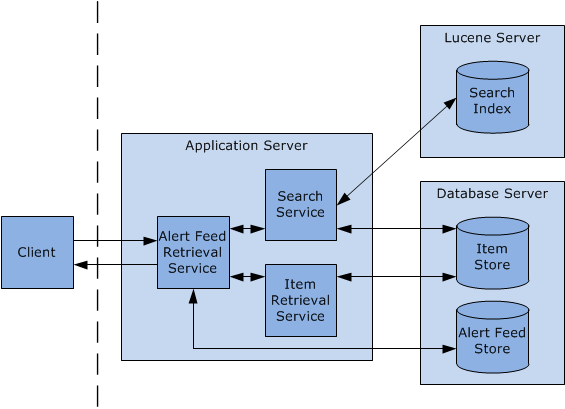 Lucene Server
Search
Index
Application Server
Search
Service
Database Server
Client
Alert Feed
Retrieval
Service
Item
Store
Item
Retrieval
Service
Alert Feed
Store